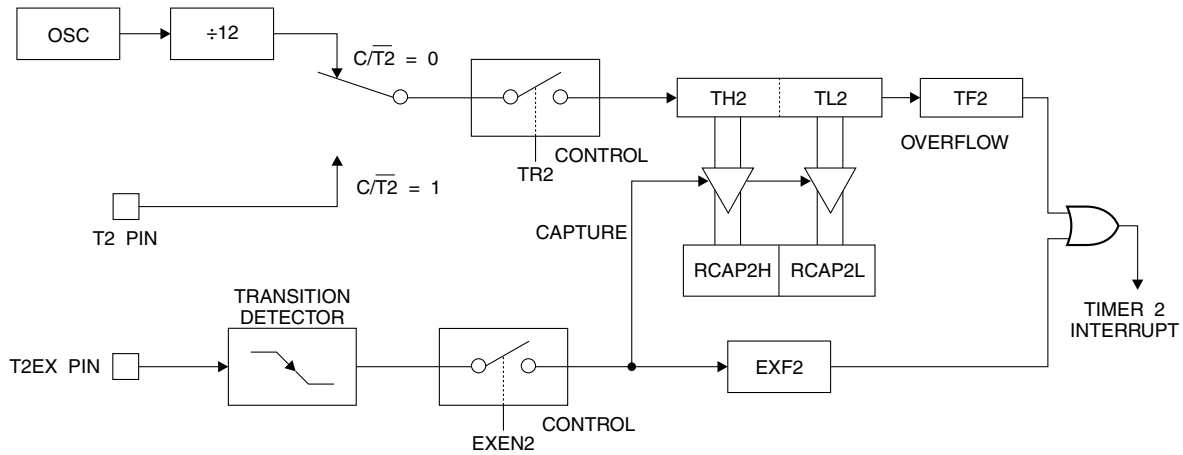 OSC
÷12
C/T2̅ = 0
TH2
TL2
TF2
OVERFLOW
CONTROL
TR2
C/T2̅ = 1
T2 PIN
CAPTURE
RCAP2H
RCAP2L
TRANSITION
DETECTOR
TIMER 2
INTERRUPT
T2EX PIN
EXF2
CONTROL
EXEN2